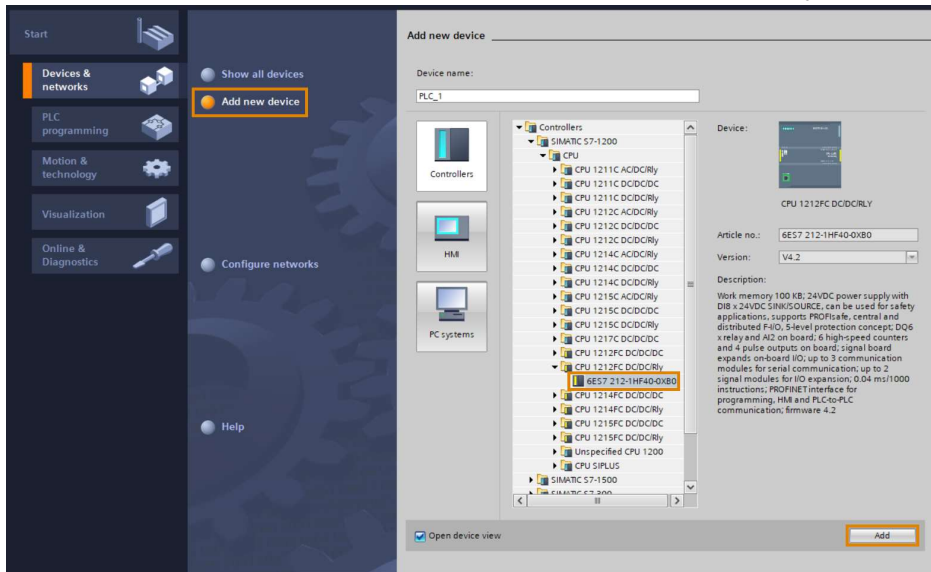 Start
Devices &
networks
PLC
programming
Motion &
technology
Visualization
Online &
Diagnostics
Show all devices
Add new device
Configure networks
Help
Add new device
Device name:
PLC_1
Controllers
HMI
PC systems
Controllers
SIMATIC S7-1200
CPU
CPU 1211C AC/DC/Rly
CPU 1211C DC/DC/DC
CPU 1211C DC/DC/Rly
CPU 1212C AC/DC/Rly
CPU 1212C DC/DC/DC
CPU 1212C DC/DC/Rly
CPU 1214C AC/DC/Rly
CPU 1214C DC/DC/DC
CPU 1214C DC/DC/Rly
CPU 1215C AC/DC/Rly
CPU 1215C DC/DC/DC
CPU 1215C DC/DC/Rly
CPU 1217C DC/DC/DC
CPU 1212FC DC/DC/DC
CPU 1212FC DC/DC/Rly
6ES7 212-1HF40-0XB0
CPU 1214FC DC/DC/DC
CPU 1214FC DC/DC/Rly
CPU 1215FC DC/DC/DC
CPU 1215FC DC/DC/Rly
Unspecified CPU 1200
CPU SIPLUS
SIMATIC S7-1500
SIMATIC S7-300
Device:
CPU 1212FC DC/DC/RLY
Article no.:
6ES7 212-1HF40-0XB0
Version:
V4.2
Description:
Work memory 100 KB; 24VDC power supply with
DI8 x 24VDC SINK/SOURCE, can be used for safety
applications, supports PROFIsafe, central and
distributed F-I/O, 5-level protection concept; DQ6
x relay and AI2 on board; 6 high-speed counters
and 4 pulse outputs on board; signal board
expands on-board I/O; up to 3 communication
modules for serial communication; up to 2
signal modules for I/O expansion; 0.04 ms/1000
instructions; PROFINET interface for
programming, HMI and PLC-to-PLC
communication; firmware 4.2
Open device view
Add